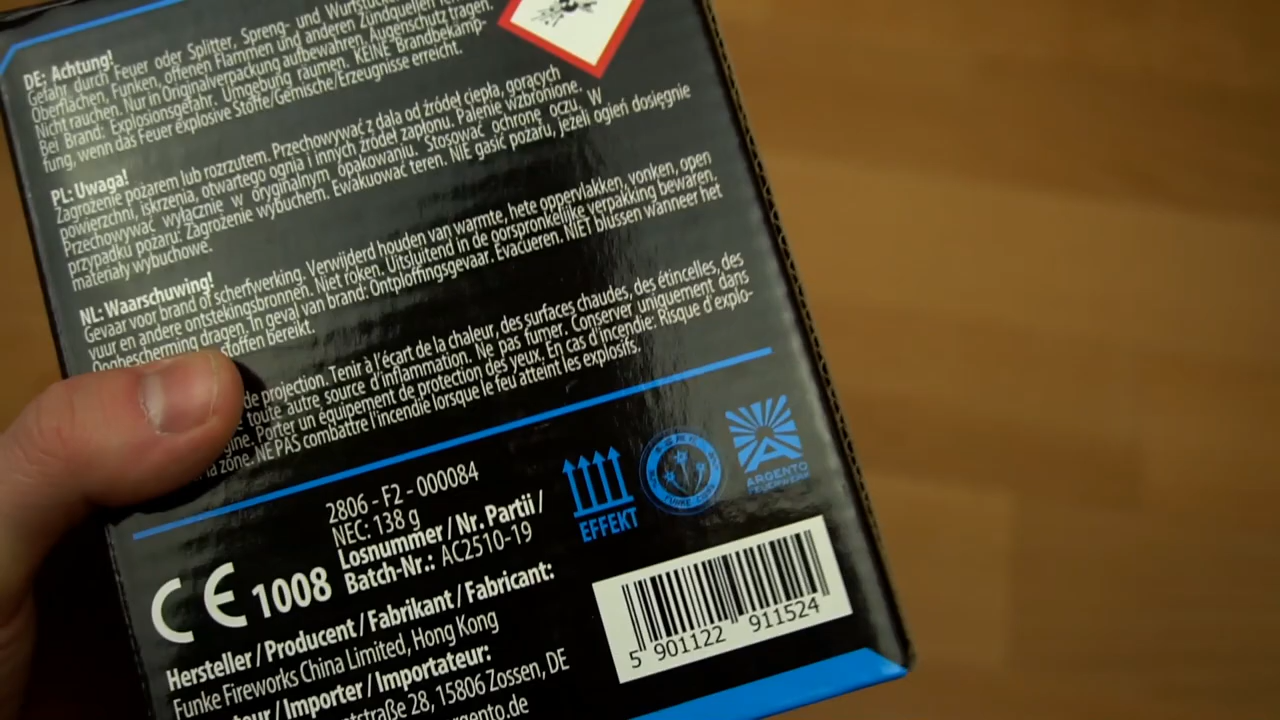 DE: Achtung!
Gefahr durch Feuer oder Splitter, Spreng- und Wurfstücke.
Oberflächen, Funken, offenen Flammen und anderen Zündquellen
Nicht rauchen. Nur in Originalverpackung aufbewahren. Augenschutz tragen.
Bei Brand: Explosionsgefahr. Umgebung räumen. KEINE Brandbekämp-
fung, wenn das Feuer explosive Stoffe/Gemische/Erzeugnisse erreicht.
PL: Uwaga!
Zagrożenie pożarem lub rozrzutem. Przechowywać z dala od źródeł ciepła, gorących
powierzchni, iskrzenia, otwartego ognia i innych źródeł zapłonu. Palenie wzbronione.
Przechowywać wyłącznie w oryginalnym opakowaniu. Stosować ochronę oczu. W
przypadku pożaru: Zagrożenie wybuchem. Ewakuować teren. NIE gasić pożaru, jeżeli ogień dosięgnie
materiały wybuchowe.
NL: Waarschuwing!
Gevaar voor brand of scherfwerking. Verwijderd houden van warmte, hete oppervlakken, vonken, open
vuur en andere ontstekingsbronnen. Niet roken. Uitsluitend in de oorspronkelijke verpakking bewaren.
Oogbescherming dragen. In geval van brand: Ontploffingsgevaar. Evacueren. NIET blussen wanneer het
stoffen bereikt.
de projection. Tenir à l'écart de la chaleur, des surfaces chaudes, des étincelles, des
toute autre source d'inflammation. Ne pas fumer. Conserver uniquement dans
gine. Porter un équipement de protection des yeux. En cas d'incendie: Risque d'explo-
la zone. NE PAS combattre l'incendie lorsque le feu atteint les explosifs.
2806 - F2 - 000084
NEC: 138 g
Losnummer / Nr. Partii /
Batch-Nr.: AC2510-19
CE 1008
EFFEKT
FUNKE
ARGENTO
FEUERWERK
Hersteller / Producent / Fabrikant / Fabricant:
Funke Fireworks China Limited, Hong Kong
teur / Importer / Importateur:
ntstraße 28, 15806 Zossen, DE
rgento.de
5 901122 911524